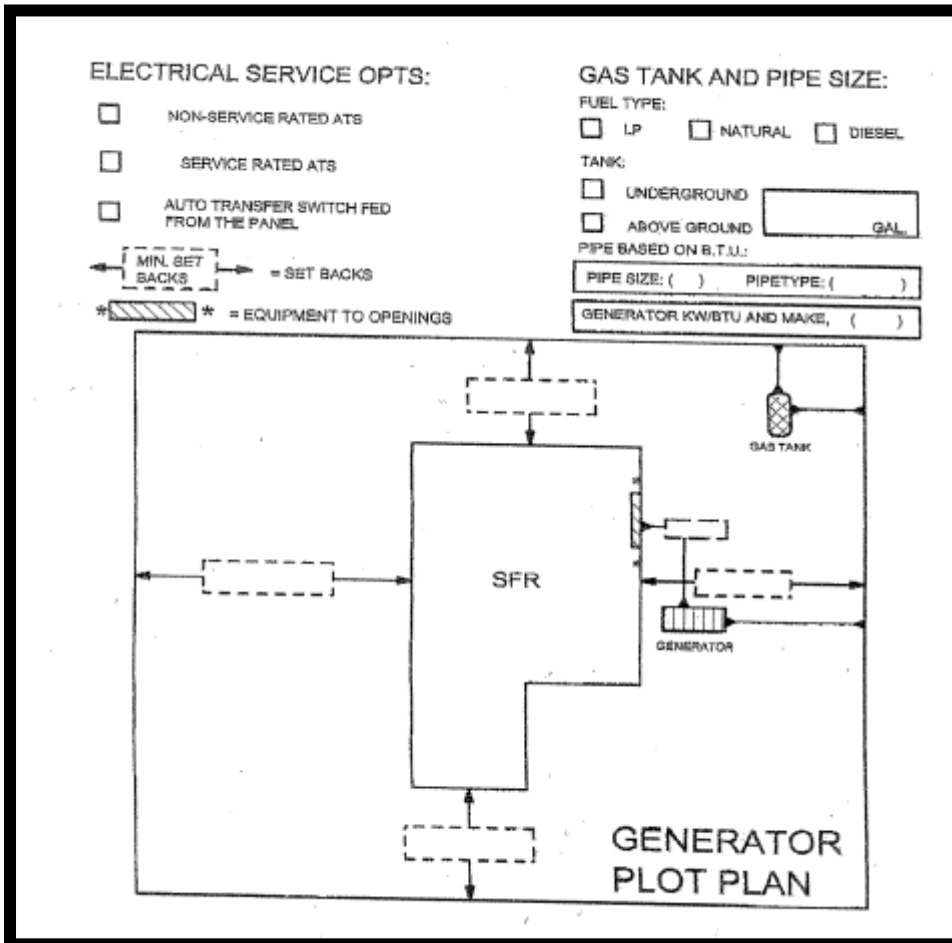 ELECTRICAL SERVICE OPTS:
NON-SERVICE RATED ATS
SERVICE RATED ATS
AUTO TRANSFER SWITCH FED
FROM THE PANEL
MIN. SET
BACKS
= SET BACKS
* * = EQUIPMENT TO OPENINGS
GAS TANK AND PIPE SIZE:
FUEL TYPE:
LP NATURAL DIESEL
TANK:
UNDERGROUND
ABOVE GROUND GAL.
PIPE BASED ON B.T.U.:
PIPE SIZE: ( ) PIPETYPE: ( )
GENERATOR KW/BTU AND MAKE, ( )
GAS TANK
*
*
SFR
GENERATOR
GENERATOR
PLOT PLAN